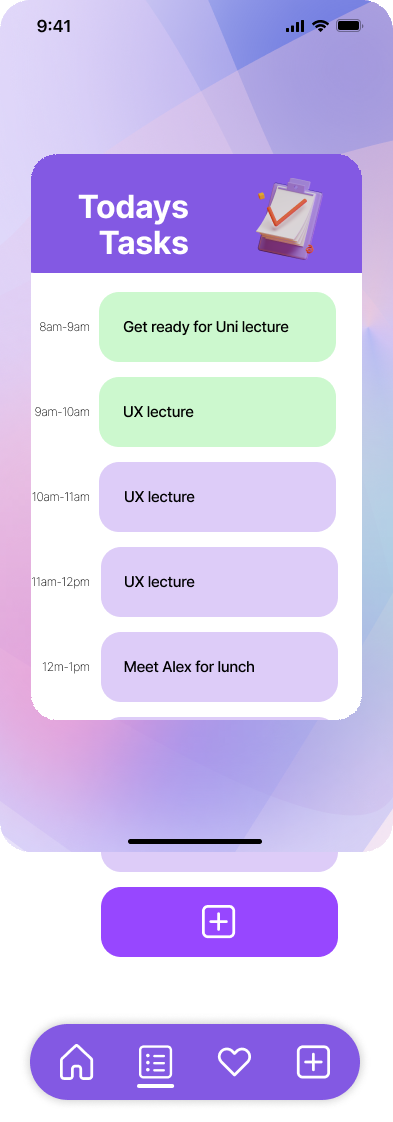 9:41
Todays
Tasks
8am-9am
Get ready for Uni lecture
9am-10am
UX lecture
10am-11am
UX lecture
11am-12pm
UX lecture
12m-1pm
Meet Alex for lunch